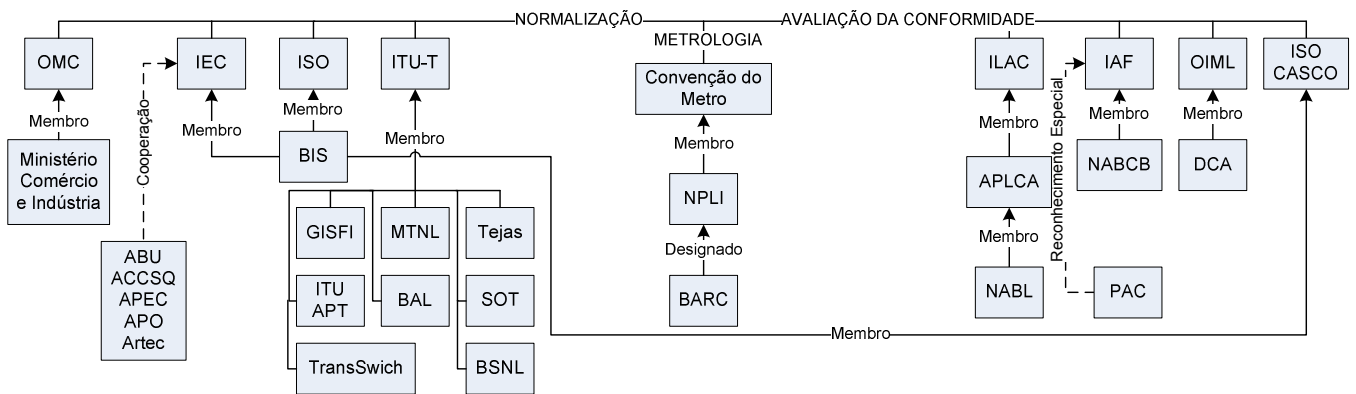 NORMALIZAÇÃO
AVALIAÇÃO DA CONFORMIDADE
METROLOGIA
OMC
IEC
ISO
ITU-T
Convenção do
Metro
ILAC
IAF
OIML
ISO
CASCO
Membro
Membro
Membro
Membro
Membro
Membro
Membro
Membro
Cooperação
Reconhecimento Especial
Ministério
Comércio
e Indústria
BIS
NPLI
APLCA
NABCB
DCA
GISFI
MTNL
Tejas
Designado
Membro
ABU
ACCSQ
APEC
APO
Artec
ITU
APT
BAL
SOT
BARC
NABL
PAC
Membro
TransSwich
BSNL